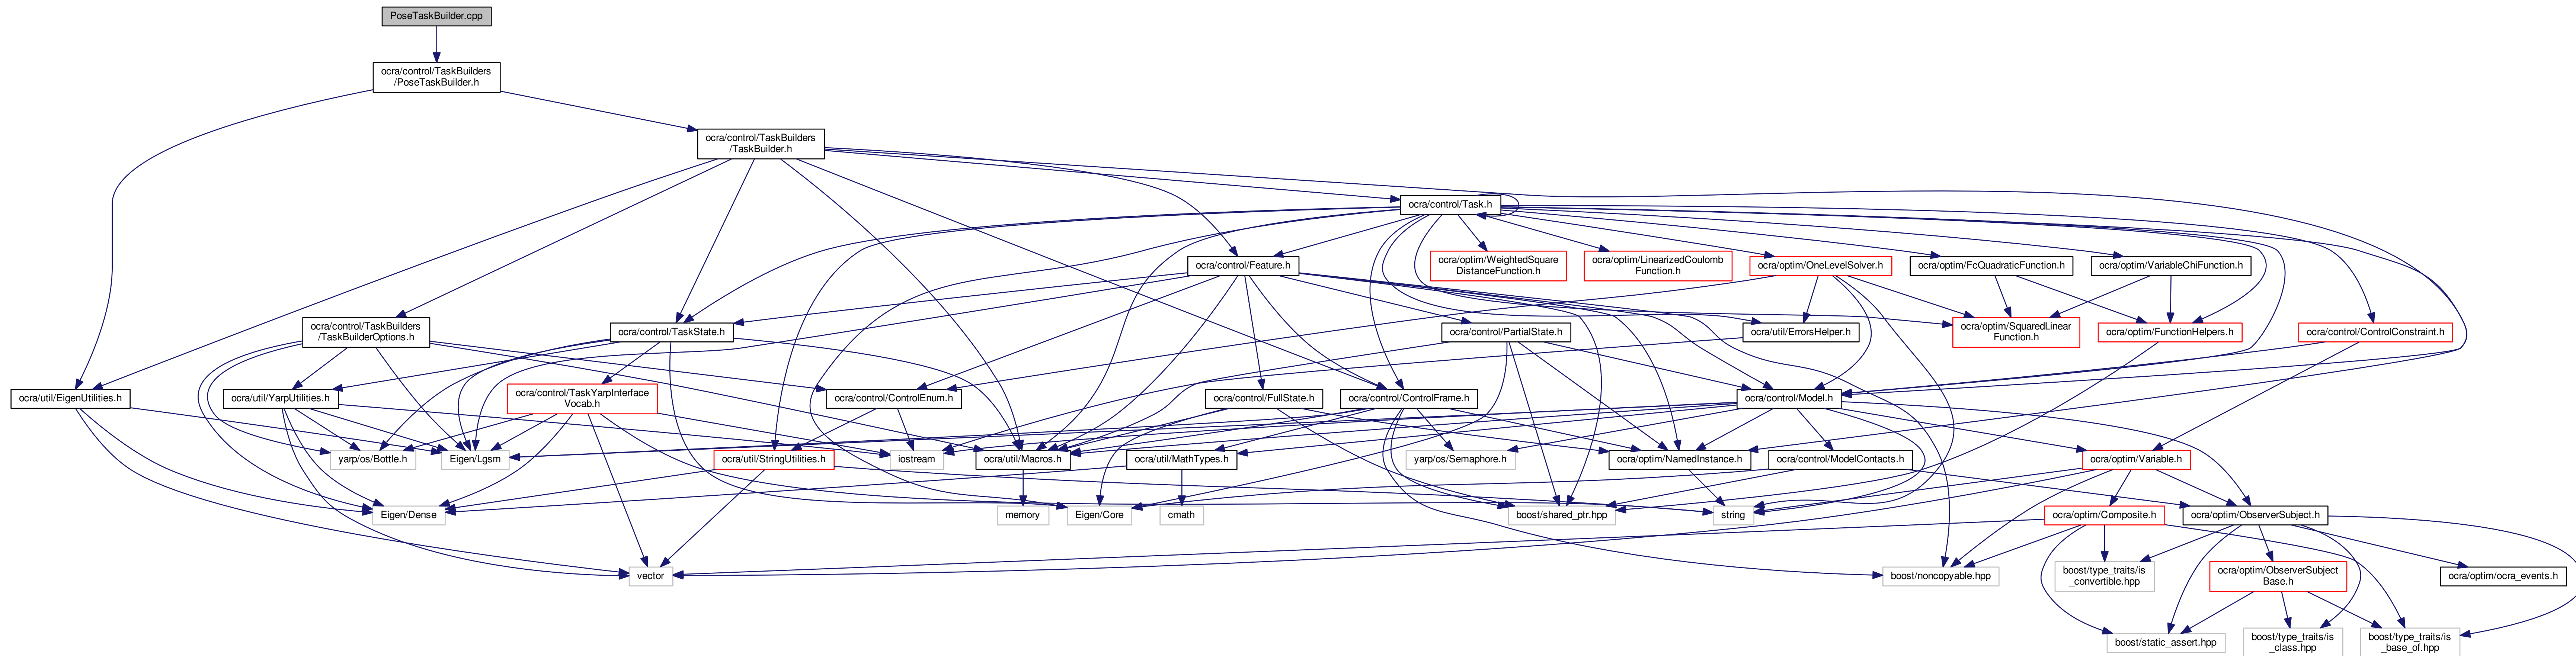 PoseTaskBuilder.cpp
ocra/control/TaskBuilders
/PoseTaskBuilder.h
ocra/control/TaskBuilders
/TaskBuilder.h
ocra/control/Task.h
ocra/control/Feature.h
ocra/optim/WeightedSquare
DistanceFunction.h
ocra/optim/LinearizedCoulomb
Function.h
ocra/optim/OneLevelSolver.h
ocra/optim/FcQuadraticFunction.h
ocra/optim/VariableChiFunction.h
ocra/control/TaskBuilders
/TaskBuilderOptions.h
ocra/control/TaskState.h
ocra/control/PartialState.h
ocra/util/ErrorsHelper.h
ocra/optim/SquaredLinear
Function.h
ocra/optim/FunctionHelpers.h
ocra/control/ControlConstraint.h
ocra/util/EigenUtilities.h
ocra/util/YarpUtilities.h
ocra/control/TaskYarpInterface
Vocab.h
ocra/control/ControlEnum.h
ocra/control/FullState.h
ocra/control/ControlFrame.h
ocra/control/Model.h
yarp/os/Bottle.h
Eigen/Lgsm
ocra/util/StringUtilities.h
iostream
ocra/util/Macros.h
ocra/util/MathTypes.h
yarp/os/Semaphore.h
ocra/optim/NamedInstance.h
ocra/control/ModelContacts.h
ocra/optim/Variable.h
Eigen/Dense
memory
Eigen/Core
cmath
boost/shared_ptr.hpp
string
ocra/optim/Composite.h
ocra/optim/ObserverSubject.h
vector
boost/noncopyable.hpp
boost/type_traits/is
_convertible.hpp
ocra/optim/ObserverSubject
Base.h
ocra/optim/ocra_events.h
boost/static_assert.hpp
boost/type_traits/is
_class.hpp
boost/type_traits/is
_base_of.hpp